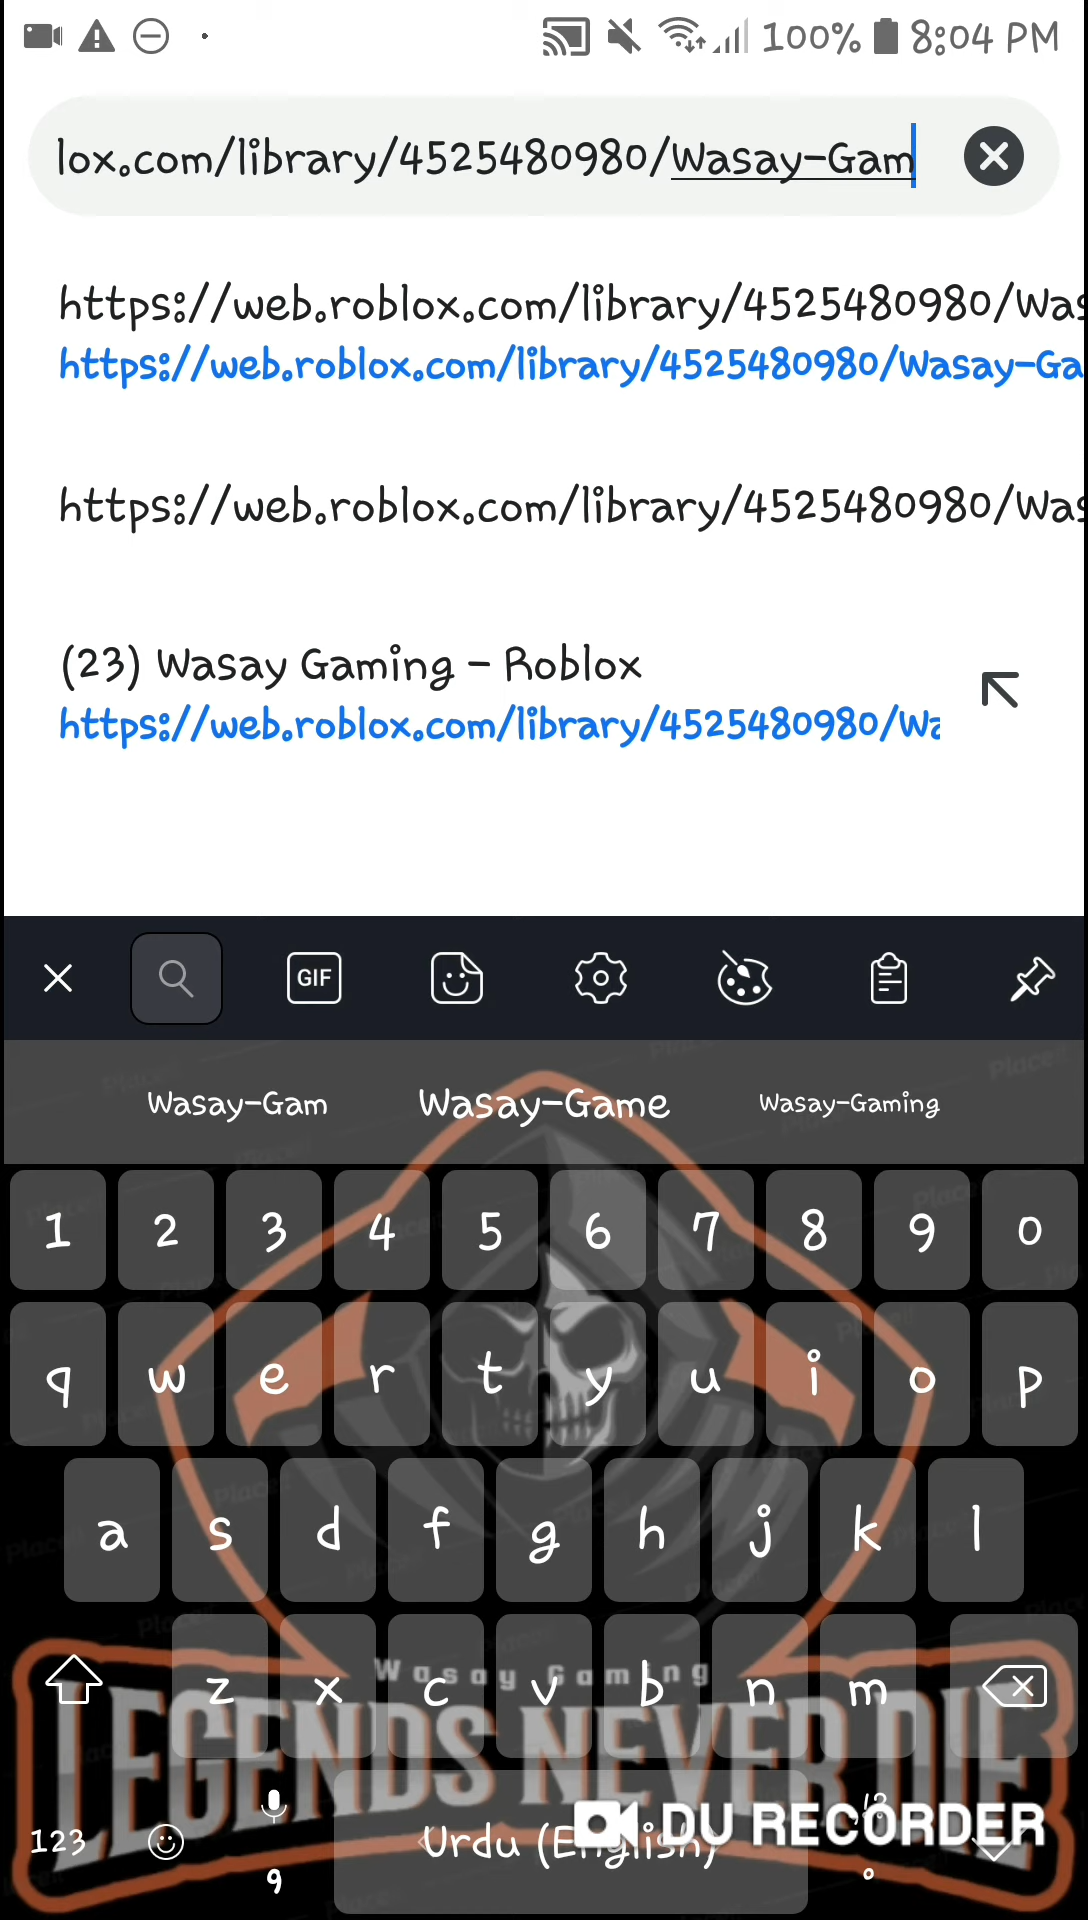 100% 8:04 PM
lox.com/library/4525480980/Wasay-Gam
https://web.roblox.com/library/4525480980/Was
https://web.roblox.com/library/4525480980/Wasay-Ga
https://web.roblox.com/library/4525480980/Was
(23) Wasay Gaming - Roblox
https://web.roblox.com/library/4525480980/Wa
GIF
Wasay-Gam Wasay-Game Wasay-Gaming
1 2 3 4 5 6 7 8 9 0
q w e r t y u i o p
a s d f g h j k l
Wasay Gaming
z x c v b n m
LEGENDS NEVER DIE
123 , Urdu (English) !? .
DU RECORDER